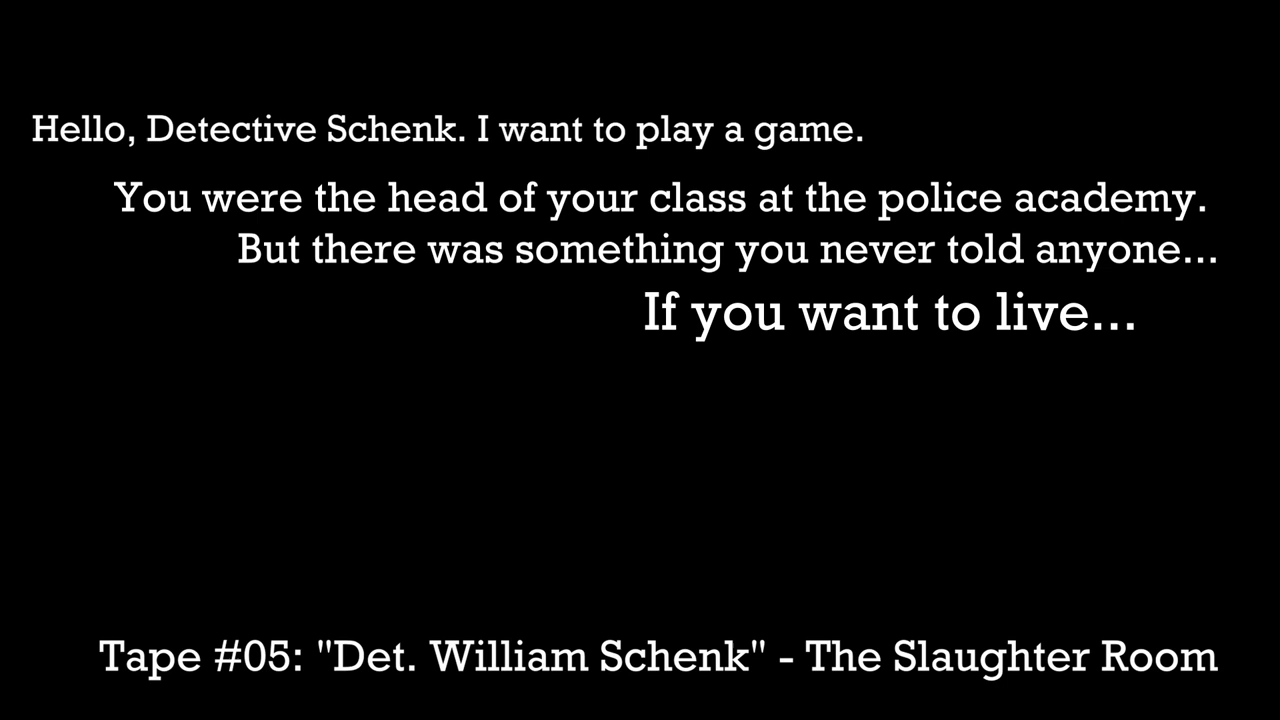 Hello, Detective Schenk. I want to play a game.
You were the head of your class at the police academy.
But there was something you never told anyone...
If you want to live...
Tape #05: "Det. William Schenk" - The Slaughter Room